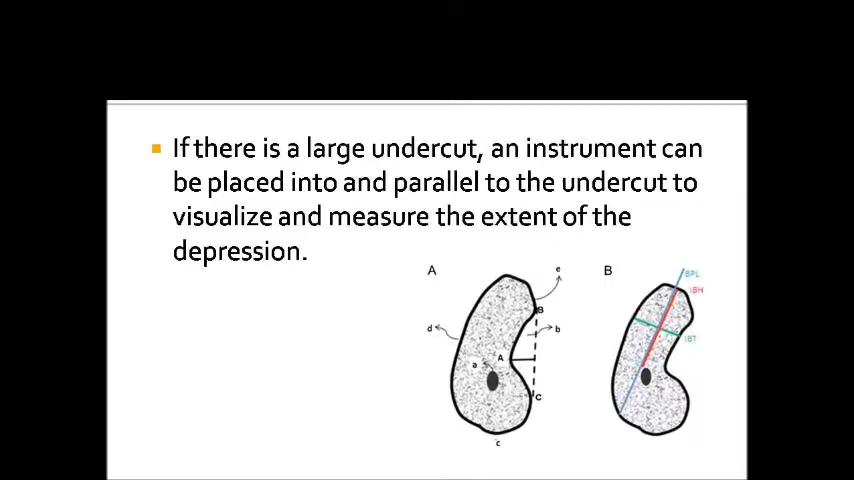 If there is a large undercut, an instrument can
be placed into and parallel to the undercut to
visualize and measure the extent of the
depression.
A
e
B
BPL
IBH
B
d
b
IBT
A
a
C
c